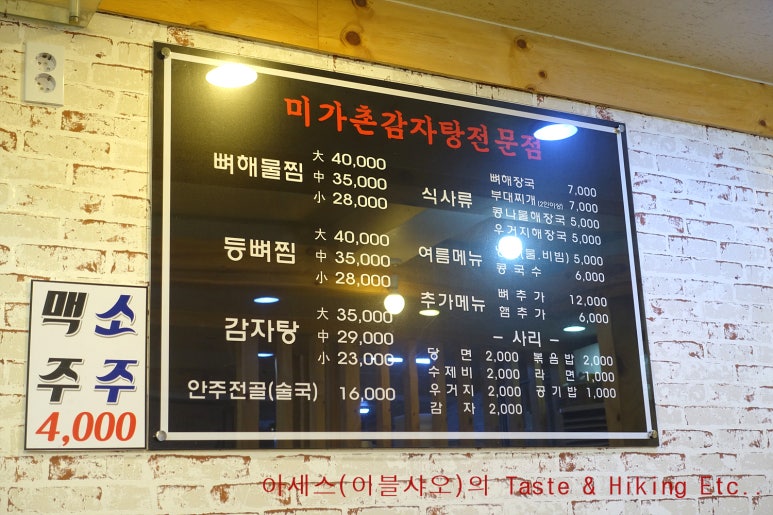 미가촌감자탕전문점
뼈해물찜 大 40,000
中 35,000
小 28,000
등뼈찜 大 40,000
中 35,000
小 28,000
감자탕 大 35,000
中 29,000
小 23,000
안주전골(술국) 16,000
식사류 뼈해장국 7,000
부대찌개(2인이상) 7,000
콩나물해장국 5,000
우거지해장국 5,000
여름메뉴 (물.비빔) 5,000
콩국수 6,000
추가메뉴 뼈추가 12,000
햄추가 6,000
- 사리 -
당면 2,000 볶음밥 2,000
수제비 2,000 라면 1,000
우거지 2,000 공기밥 1,000
감자 2,000
맥주 소주
4,000
아세스(이블샤오)의 Taste & Hiking Etc.